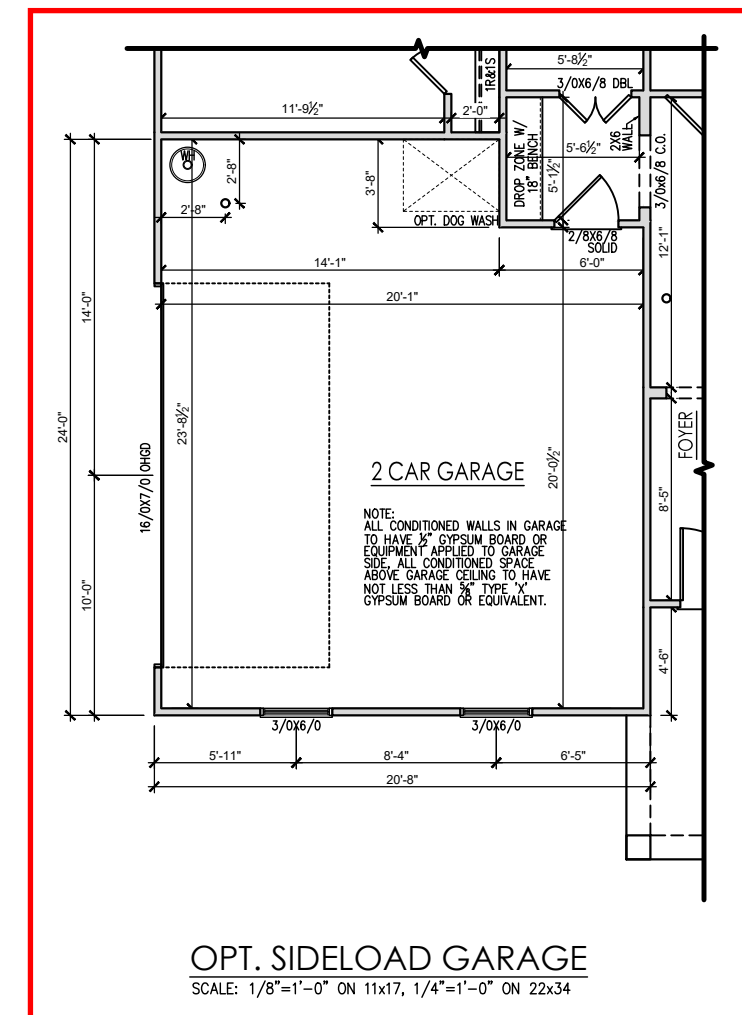 5'-8½"
1R&1S
3/0X6/8 DBL
11'-9½"
2'-0"
DROP ZONE W/
18" BENCH
5'-6½"
2X6
WALL
5'-1½"
3/0x6/8 C.O.
WH
2'-8"
2'-8"
3'-8"
OPT. DOG WASH
2/8X6/8
SOLID
12'-1"
14'-1"
6'-0"
20'-1"
14'-0"
24'-0"
23'-8½"
16/0X7/0 OHGD
10'-0"
20'-0½"
FOYER
8'-5"
4'-6"
2 CAR GARAGE
NOTE:
ALL CONDITIONED WALLS IN GARAGE
TO HAVE ½" GYPSUM BOARD OR
EQUIPMENT APPLIED TO GARAGE
SIDE, ALL CONDITIONED SPACE
ABOVE GARAGE CEILING TO HAVE
NOT LESS THAN ⅝" TYPE 'X'
GYPSUM BOARD OR EQUIVALENT.
3/0X6/0
3/0X6/0
5'-11"
8'-4"
6'-5"
20'-8"
OPT. SIDELOAD GARAGE
SCALE: 1/8"=1'-0" ON 11x17, 1/4"=1'-0" ON 22x34